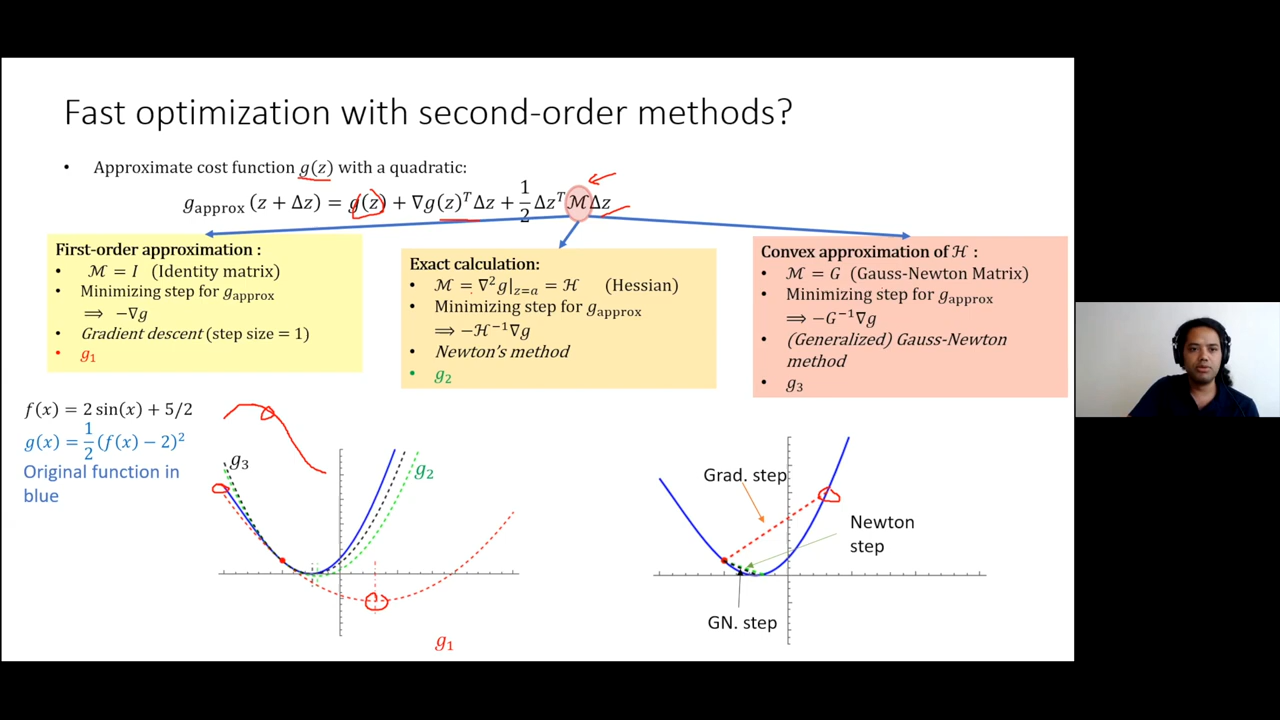 Fast optimization with second-order methods?
• Approximate cost function g(z) with a quadratic:
g_approx (z + Δz) = g(z) + ∇g(z)^T Δz + 1/2 Δz^T ℳΔz
First-order approximation :
• ℳ = I (Identity matrix)
• Minimizing step for g_approx
⟹ −∇g
• Gradient descent (step size = 1)
• g₁
Exact calculation:
• ℳ = ∇²g|_{z=a} = ℋ (Hessian)
• Minimizing step for g_approx
⟹ −ℋ⁻¹∇g
• Newton's method
• g₂
Convex approximation of ℋ :
• ℳ = G (Gauss-Newton Matrix)
• Minimizing step for g_approx
⟹ −G⁻¹∇g
• (Generalized) Gauss-Newton
method
• g₃
f(x) = 2 sin(x) + 5/2
g(x) = 1/2 (f(x) − 2)²
Original function in
blue
g₃
g₂
g₁
Grad. step
Newton
step
GN. step